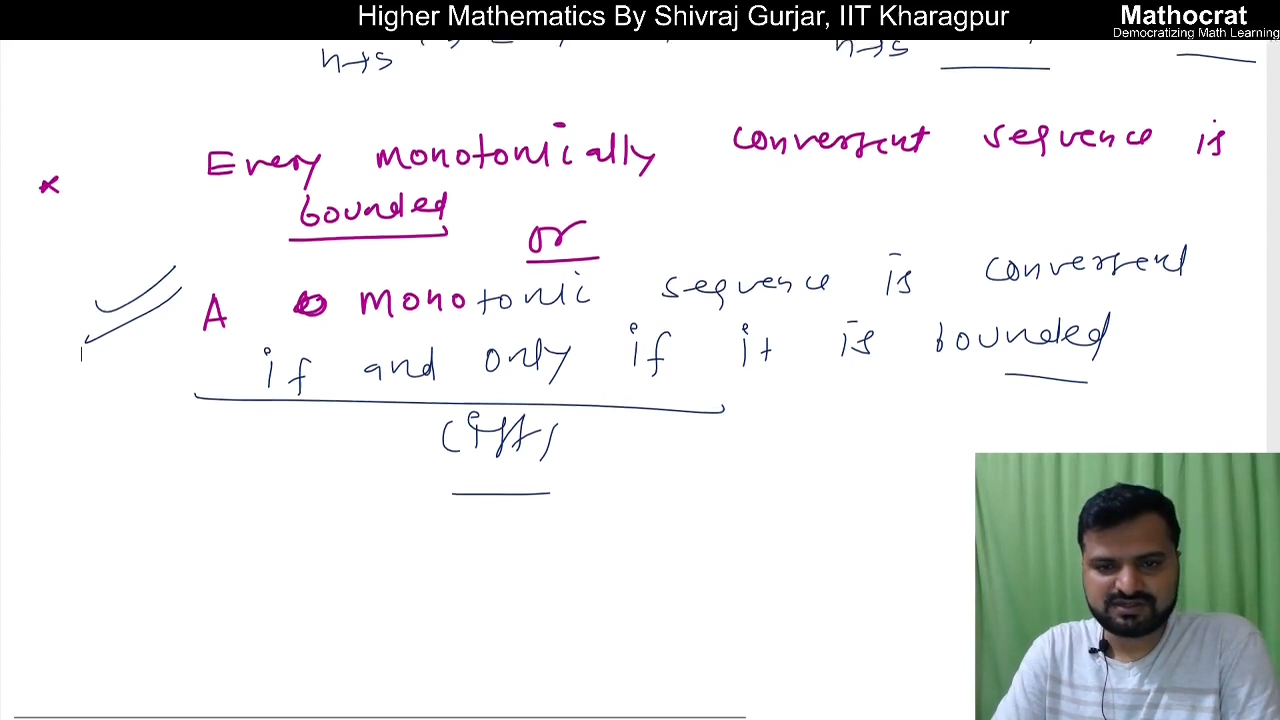 Higher Mathematics By Shivraj Gurjar, IIT Kharagpur
Mathocrat
Democratizing Math Learning
n→s n→s
Every monotonically convergent sequence is
bounded
or
A monotonic sequence is convergent
if and only if it is bounded
(iff)